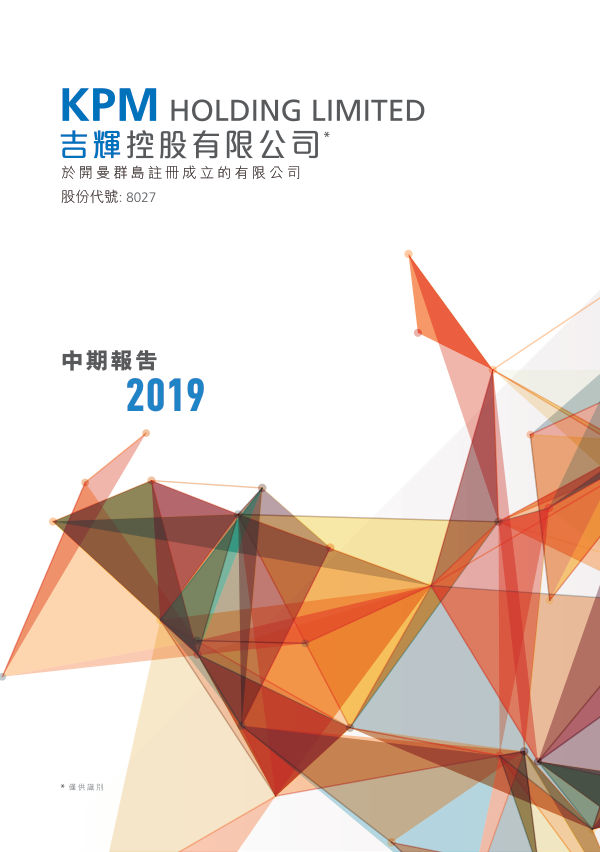 KPM HOLDING LIMITED
吉輝控股有限公司*
於開曼群島註冊成立的有限公司
股份代號: 8027
中期報告
2019
* 僅供識別